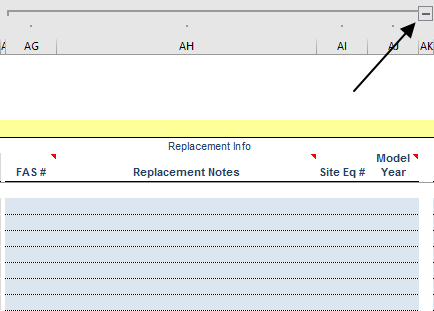 A AG AH AI AJ AK
Replacement Info
FAS # Replacement Notes Site Eq # Model Year